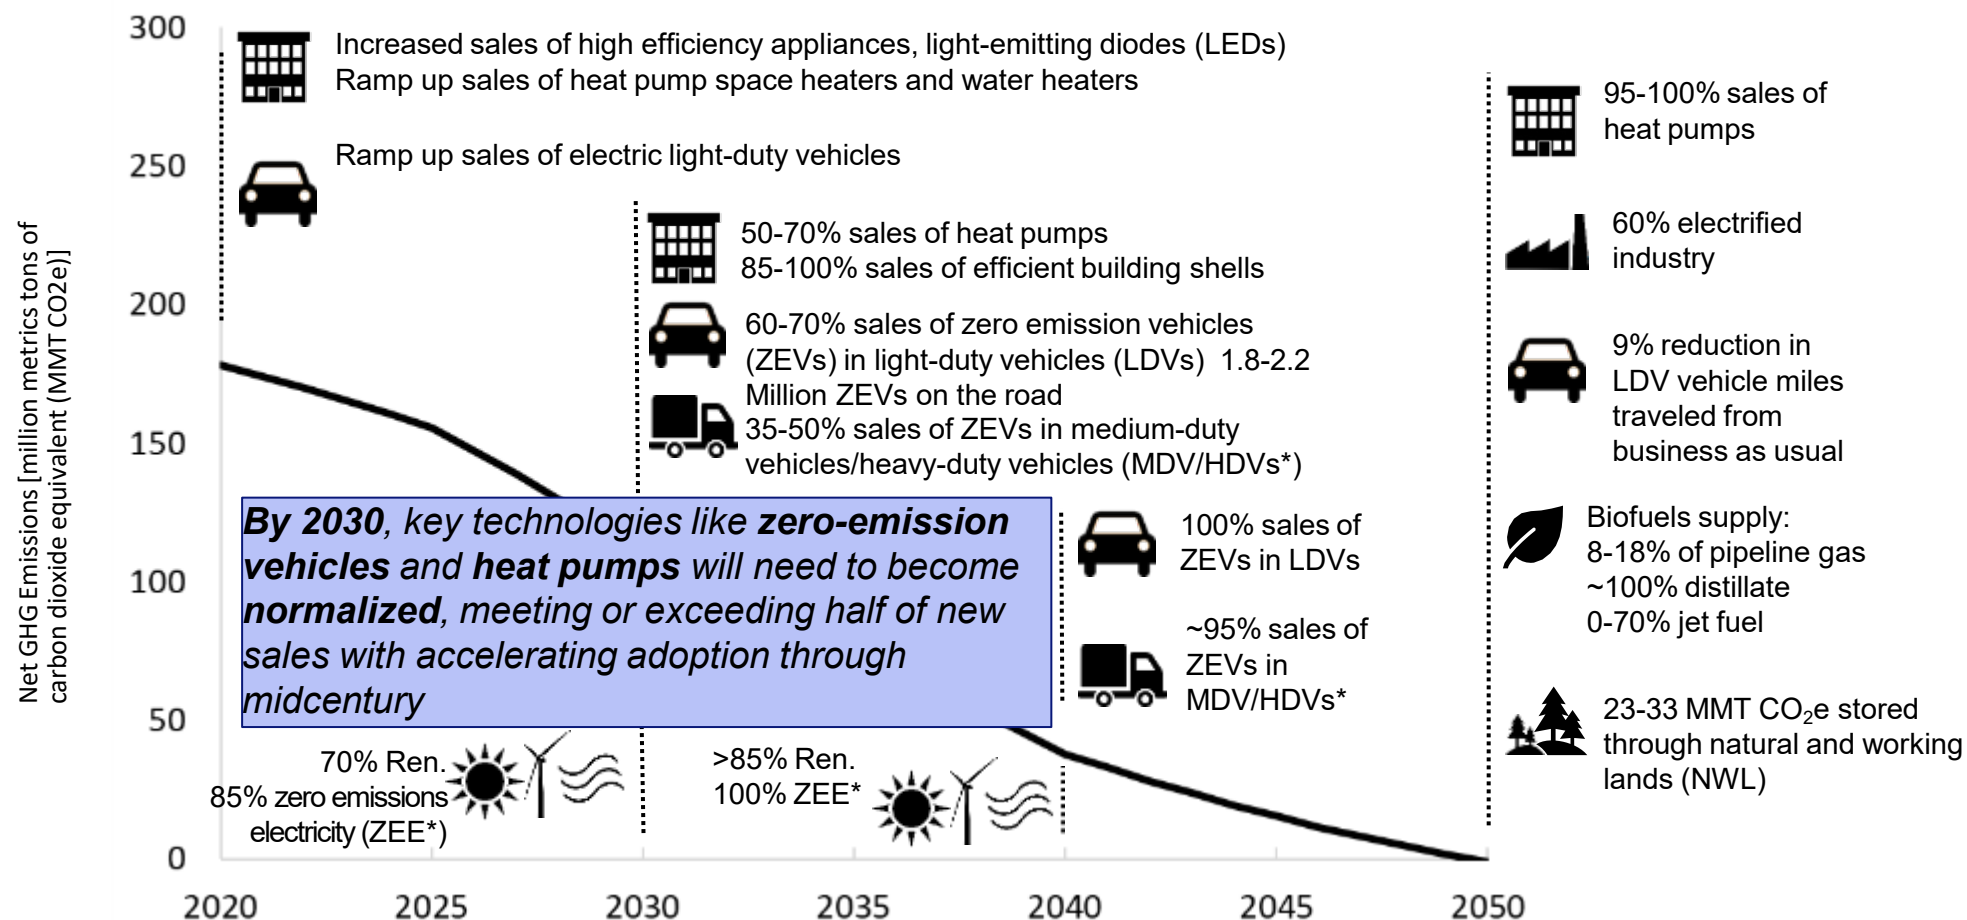 Net GHG Emissions [million metrics tons of
carbon dioxide equivalent (MMT CO2e)]
300
250
200
150
100
50
0
Increased sales of high efficiency appliances, light-emitting diodes (LEDs)
Ramp up sales of heat pump space heaters and water heaters
Ramp up sales of electric light-duty vehicles
50-70% sales of heat pumps
85-100% sales of efficient building shells
60-70% sales of zero emission vehicles
(ZEVs) in light-duty vehicles (LDVs) 1.8-2.2
Million ZEVs on the road
35-50% sales of ZEVs in medium-duty
vehicles/heavy-duty vehicles (MDV/HDVs*)
By 2030, key technologies like zero-emission
vehicles and heat pumps will need to become
normalized, meeting or exceeding half of new
sales with accelerating adoption through
midcentury
70% Ren.
85% zero emissions
electricity (ZEE*)
>85% Ren.
100% ZEE*
100% sales of
ZEVs in LDVs
~95% sales of
ZEVs in
MDV/HDVs*
95-100% sales of
heat pumps
60% electrified
industry
9% reduction in
LDV vehicle miles
traveled from
business as usual
Biofuels supply:
8-18% of pipeline gas
~100% distillate
0-70% jet fuel
23-33 MMT CO₂e stored
through natural and working
lands (NWL)
2020
2025
2030
2035
2040
2045
2050